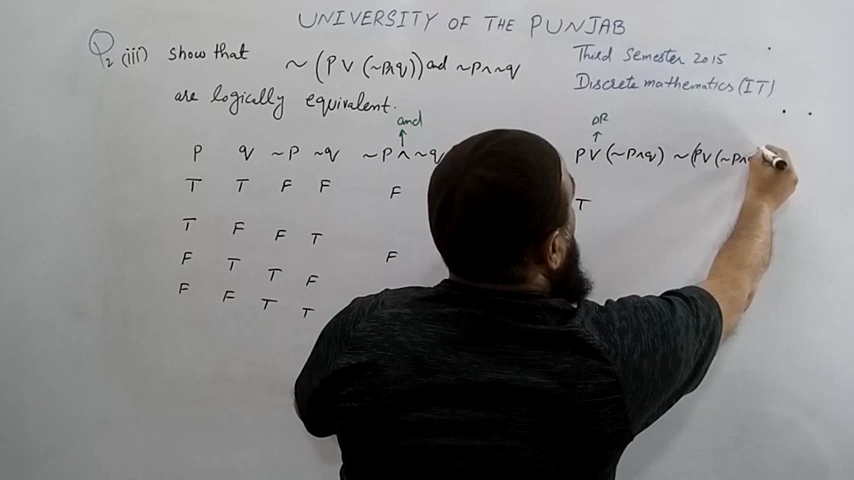 UNIVERSITY OF THE PUNJAB
Q2 (iii) show that ~(P∨(~p∧q)) and ~p∧~q
are logically equivalent.
Third Semester 2015
Discrete mathematics (IT)
and OR
P q ~P ~q ~P∧~q P∨(~p∧q) ~(P∨(~p∧
T T F F F T
T F F T F
F T T F
F F T T